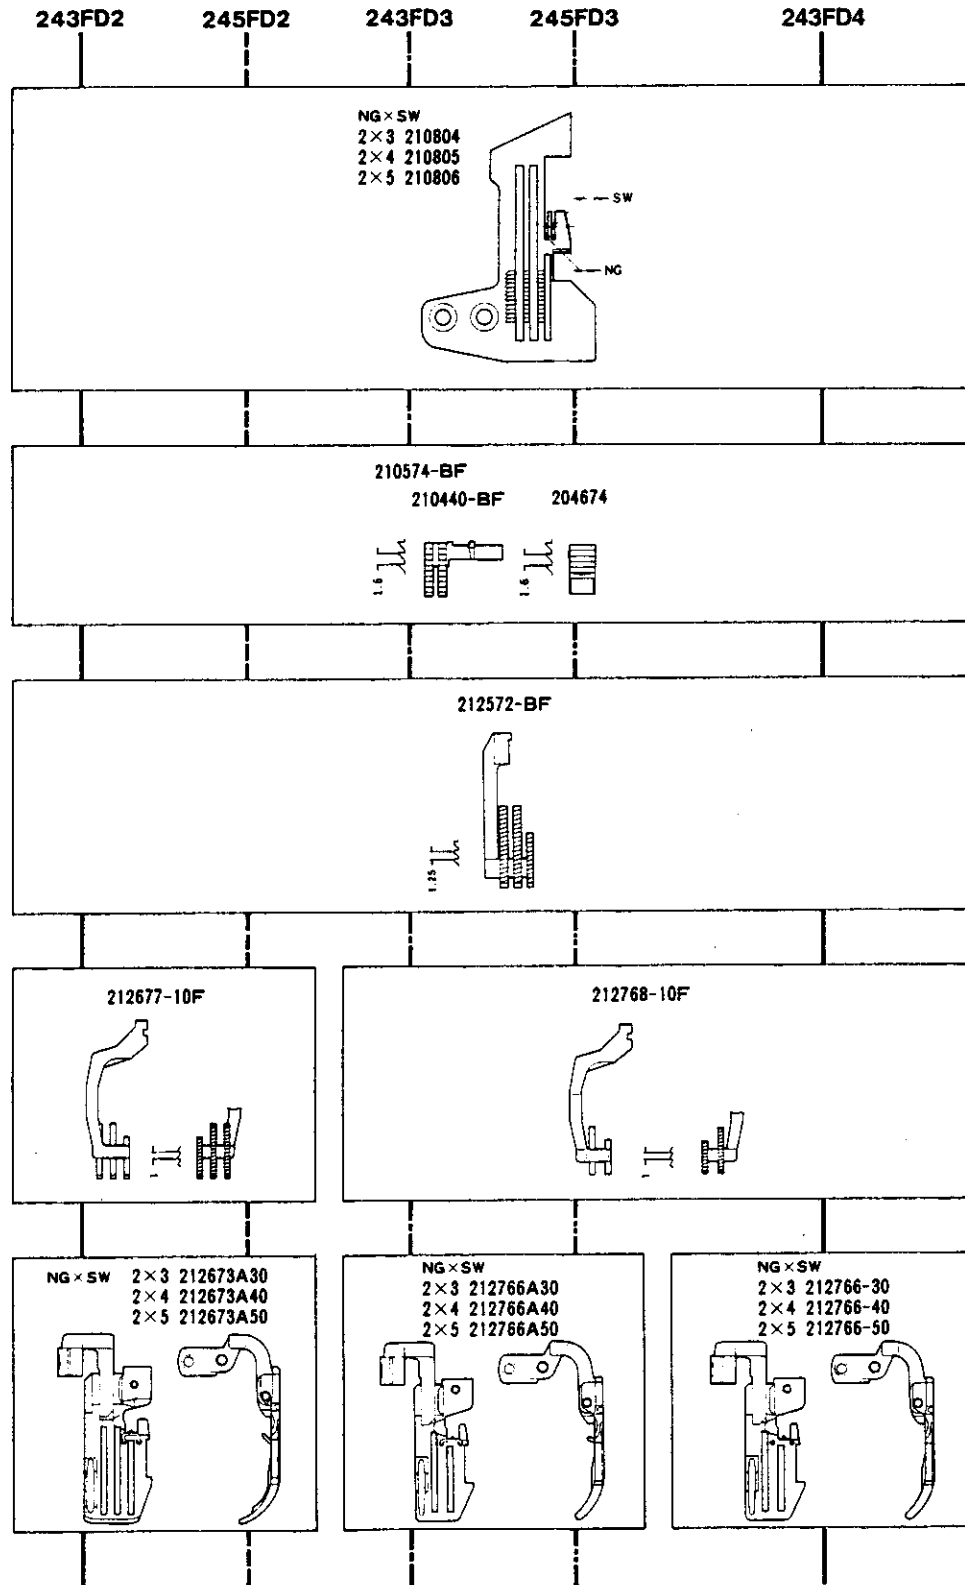 243FD2 245FD2 243FD3 245FD3 243FD4
NG×SW
2×3 210804
2×4 210805
2×5 210806
SW
NG
210574-BF
210440-BF 204674
1.6 1.6
212572-BF
1.25
212677-10F
1
212768-10F
1
NG×SW 2×3 212673A30
2×4 212673A40
2×5 212673A50
NG×SW
2×3 212766A30
2×4 212766A40
2×5 212766A50
NG×SW
2×3 212766-30
2×4 212766-40
2×5 212766-50